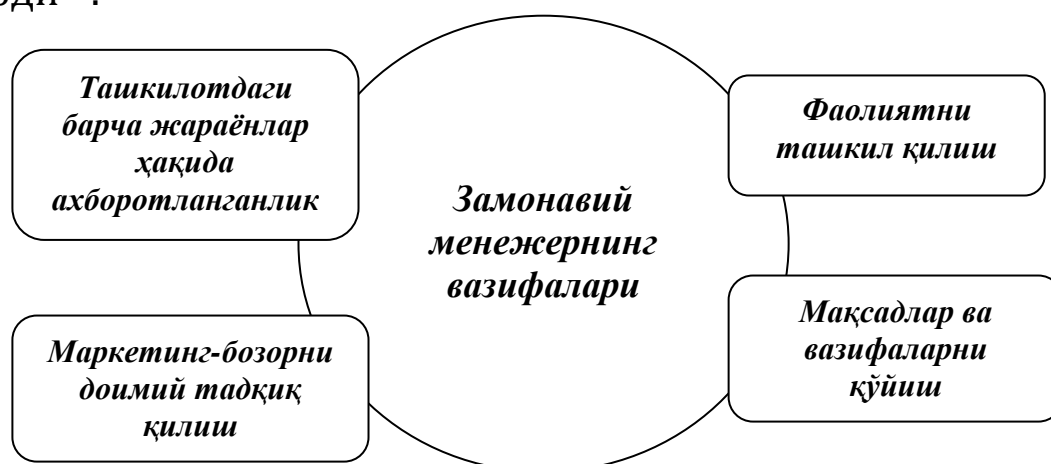 Ташкилотдаги
барча жараёнлар
ҳақида
ахборотланганлик
Фаолиятни
ташкил қилиш
Замонавий
менежернинг
вазифалари
Маркетинг-бозорни
доимий тадқиқ
қилиш
Мақсадлар ва
вазифаларни
қўйиш